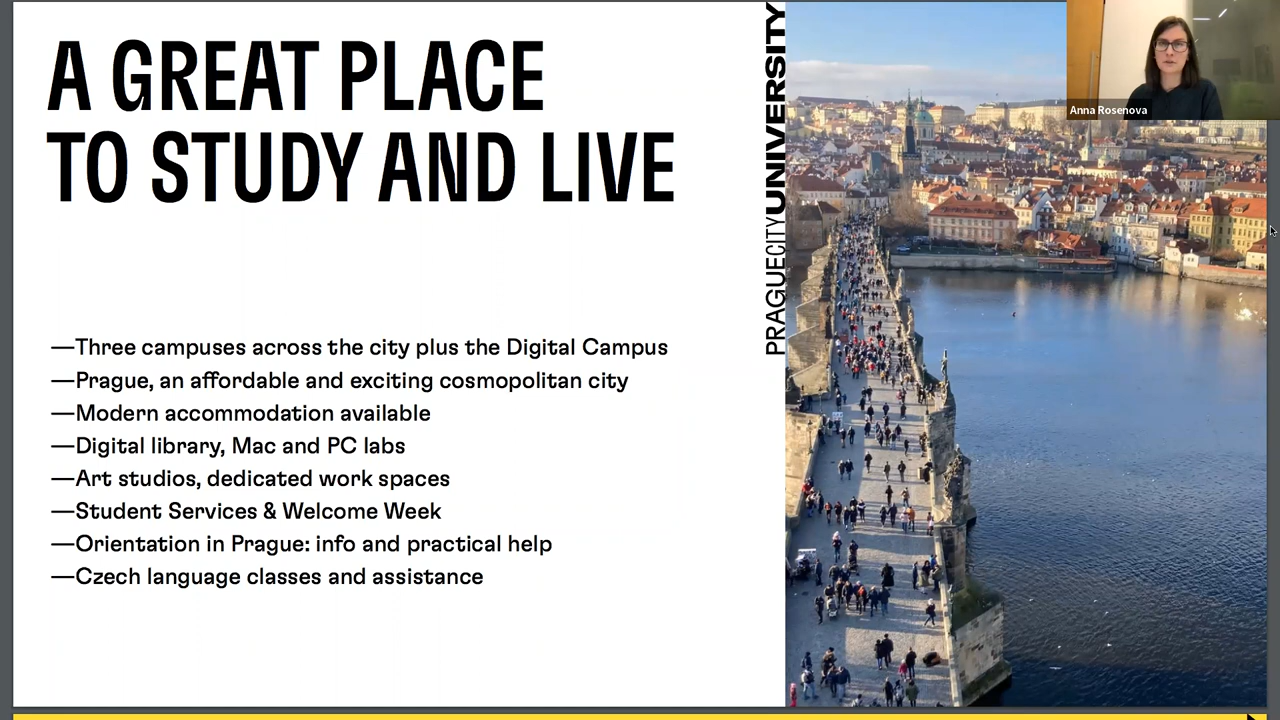 A GREAT PLACE
TO STUDY AND LIVE
—Three campuses across the city plus the Digital Campus
—Prague, an affordable and exciting cosmopolitan city
—Modern accommodation available
—Digital library, Mac and PC labs
—Art studios, dedicated work spaces
—Student Services & Welcome Week
—Orientation in Prague: info and practical help
—Czech language classes and assistance
PRAGUECITYUNIVERSITY
Anna Rosenova